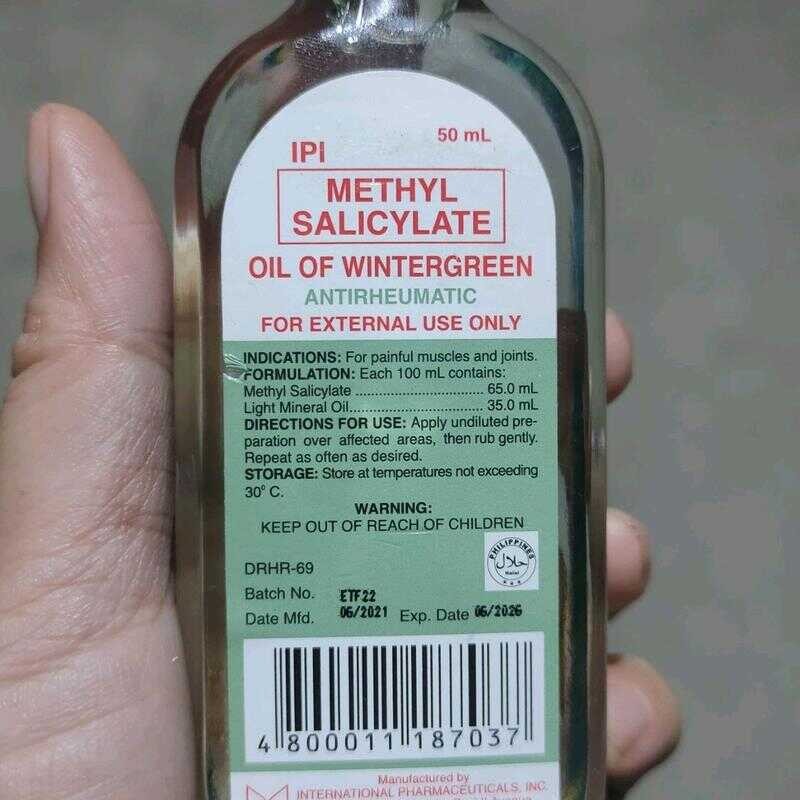 50 mL
IPI
METHYL
SALICYLATE
OIL OF WINTERGREEN
ANTIRHEUMATIC
FOR EXTERNAL USE ONLY
INDICATIONS: For painful muscles and joints.
FORMULATION: Each 100 mL contains:
Methyl Salicylate ................................ 65.0 mL
Light Mineral Oil................................. 35.0 mL
DIRECTIONS FOR USE: Apply undiluted pre-
paration over affected areas, then rub gently.
Repeat as often as desired.
STORAGE: Store at temperatures not exceeding
30° C.
WARNING:
KEEP OUT OF REACH OF CHILDREN
PHILIPPINES
حلال
Halal
DRHR-69
Batch No. ETF22
Date Mfd. 06/2021 Exp. Date 06/2026
4 800011 187037
Manufactured by
INTERNATIONAL PHARMACEUTICALS, INC.